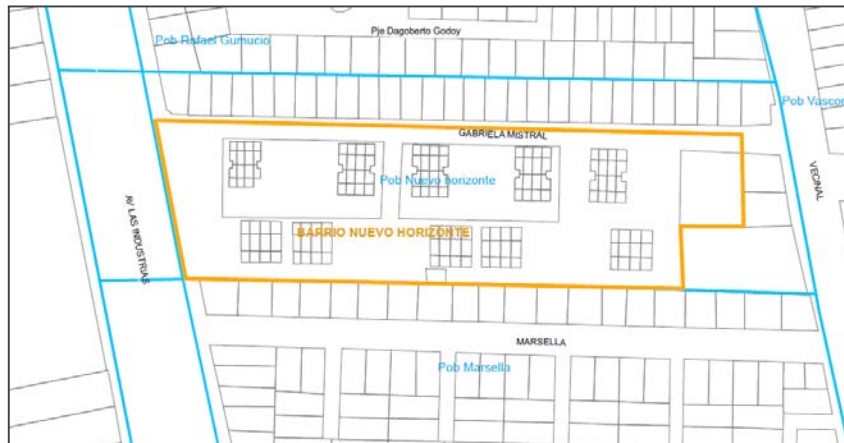 Pje Dagoberto Godoy
Pob Rafael Gumucio
Pob Vascon
GABRIELA MISTRAL
VECINAL
Pob Nuevo horizonte
AV LAS INDUSTRIAS
BARRIO NUEVO HORIZONTE
MARSELLA
Pob Marsella